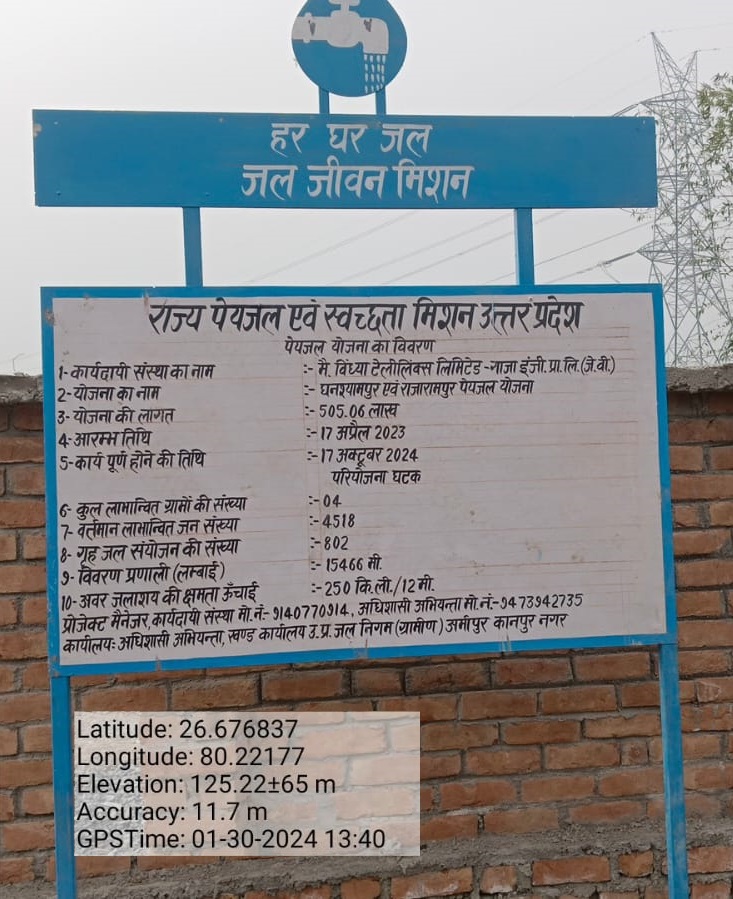 हर घर जल
जल जीवन मिशन
राज्य पेयजल एवं स्वच्छता मिशन उत्तर प्रदेश
पेयजल योजना का विवरण
1- कार्यदायी संस्था का नाम :- मै. विंध्या टेलीलिंक्स लिमिटेड - गाजा इंजी. प्रा. लि. (जे.वी.)
2- योजना का नाम :- घनश्यामपुर एवं राजारामपुर पेयजल योजना
3- योजना की लागत :- 505.06 लाख
4- आरम्भ तिथि :- 17 अप्रैल 2023
5- कार्य पूर्ण होने की तिथि :- 17 अक्टूबर 2024
परियोजना घटक
6- कुल लाभान्वित ग्रामों की संख्या :- 04
7- वर्तमान लाभान्वित जन संख्या :- 4518
8- गृह जल संयोजन की संख्या :- 802
9- विवरण प्रणाली (लम्बाई) :- 15466 मी.
10- अवर जलाशय की क्षमता ऊँचाई :- 250 कि.ली./12 मी.
प्रोजेक्ट मैनेजर, कार्यदायी संस्था मो.नं:- 9140770914, अधिशासी अभियन्ता मो.नं:- 9473942735
कार्यालयः अधिशासी अभियन्ता, खण्ड कार्यालय उ.प्र. जल निगम (ग्रामीण) अमीपुर कानपुर नगर
Latitude: 26.676837
Longitude: 80.22177
Elevation: 125.22±65 m
Accuracy: 11.7 m
GPSTime: 01-30-2024 13:40